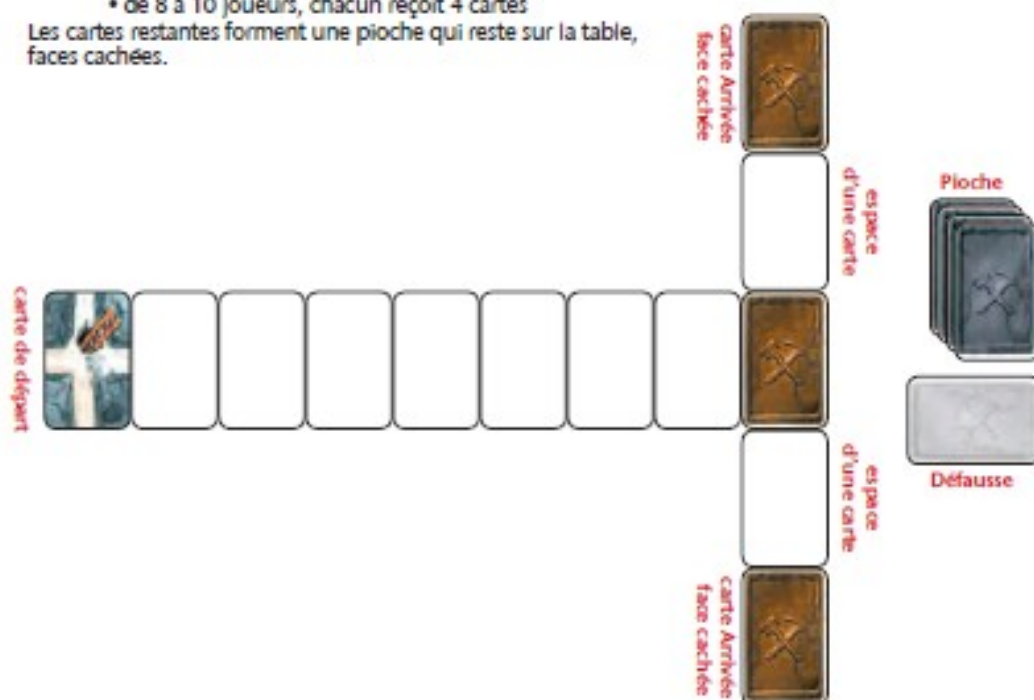 • de 8 à 10 joueurs, chacun reçoit 4 cartes
Les cartes restantes forment une pioche qui reste sur la table,
faces cachées.
carte Arrivée
face cachée
espace
d'une carte
Pioche
carte de départ
Défausse
espace
d'une carte
carte Arrivée
face cachée